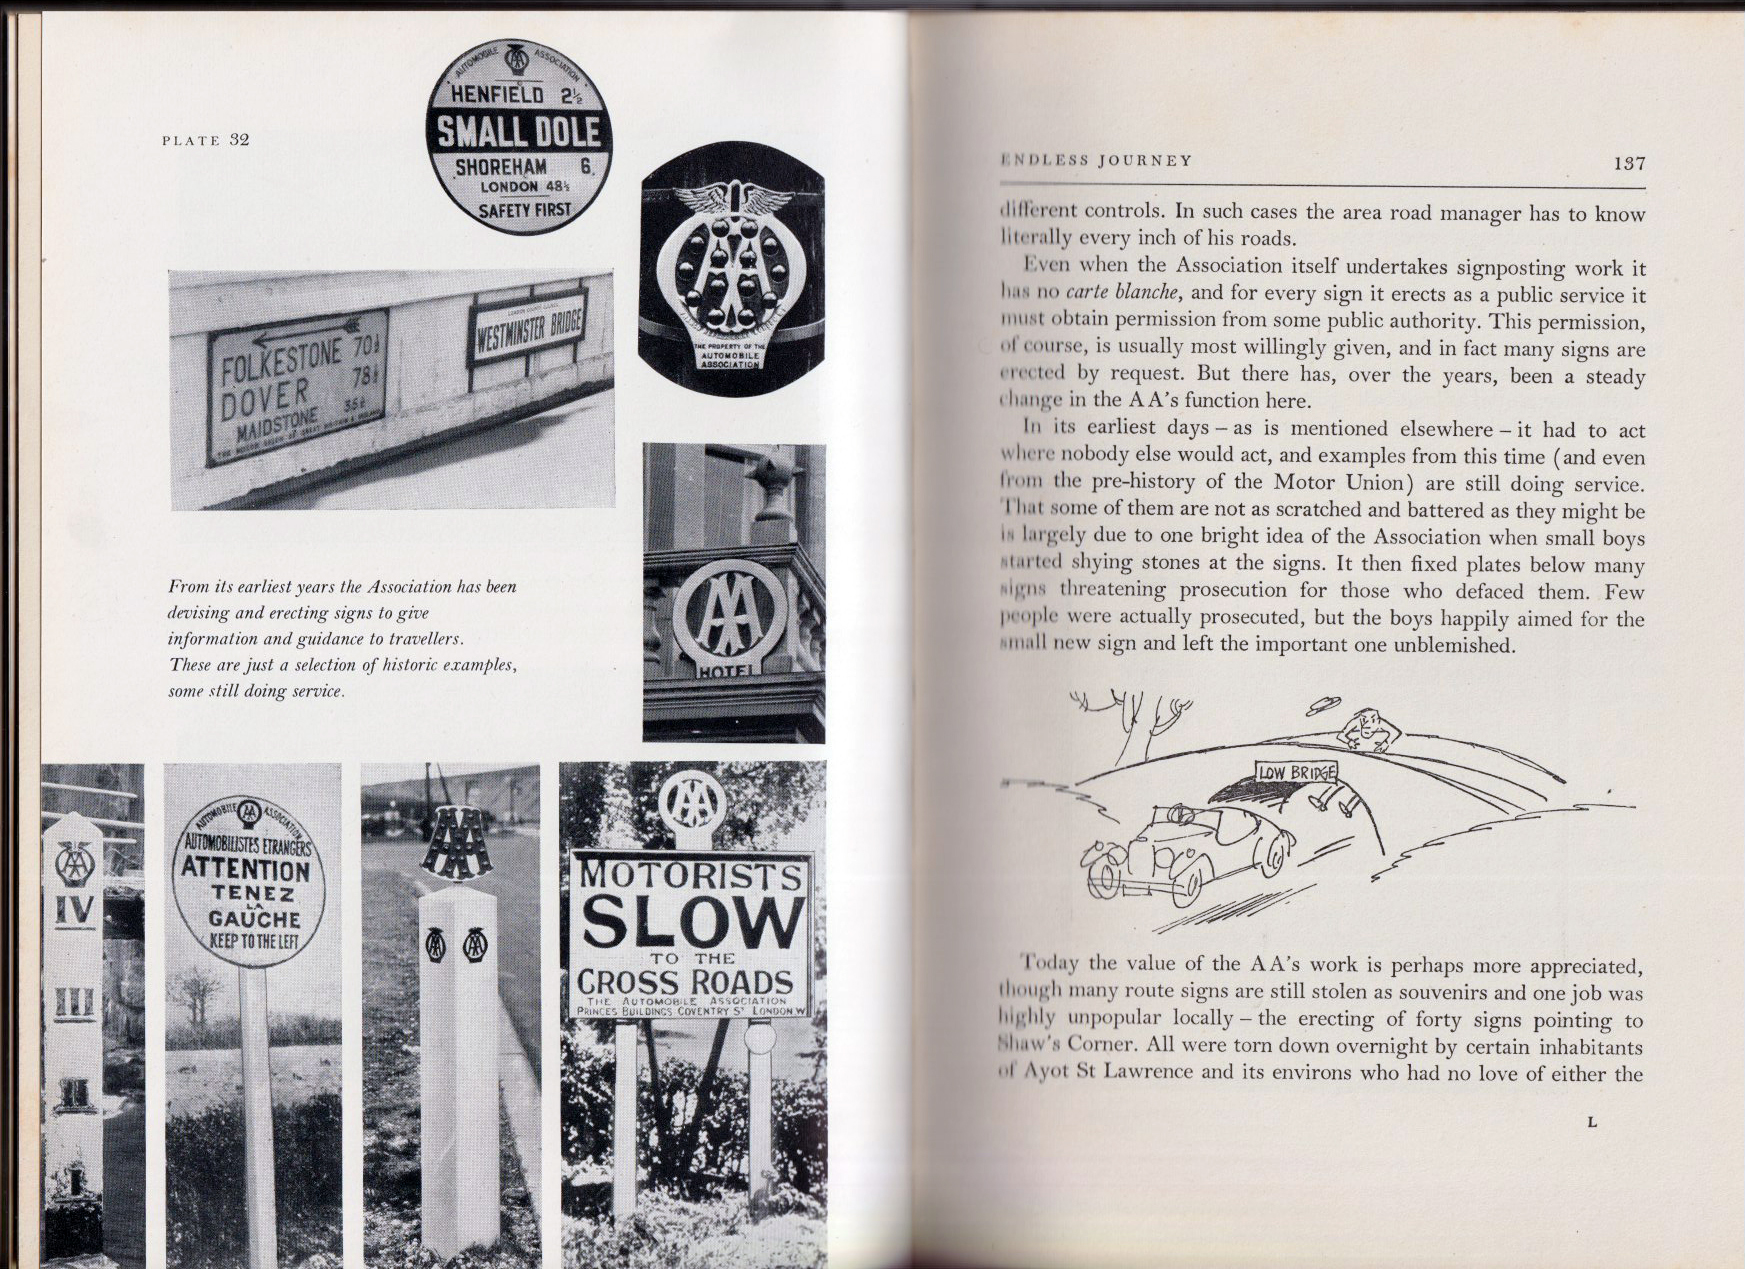 PLATE 32
AUTOMOBILE ASSOCIATION
HENFIELD 2½
SMALL DOLE
SHOREHAM 6
LONDON 48½
SAFETY FIRST
THE PROPERTY OF THE
AUTOMOBILE
ASSOCIATION
FOLKESTONE 70½
DOVER 78½
MAIDSTONE 35½
WESTMINSTER BRIDGE
AA
HOTEL
From its earliest years the Association has been
devising and erecting signs to give
information and guidance to travellers.
These are just a selection of historic examples,
some still doing service.
AA
IV
III
II
I
AUTOMOBILE AA ASSOCIATION
AUTOMOBILISTES ETRANGERS
ATTENTION
TENEZ
LA
GAUCHE
KEEP TO THE LEFT
AA AA
AA
MOTORISTS
SLOW
TO THE
CROSS ROADS
THE AUTOMOBILE ASSOCIATION
PRINCES BUILDINGS COVENTRY ST LONDON W
ENDLESS JOURNEY 137
different controls. In such cases the area road manager has to know
literally every inch of his roads.
Even when the Association itself undertakes signposting work it
has no carte blanche, and for every sign it erects as a public service it
must obtain permission from some public authority. This permission,
of course, is usually most willingly given, and in fact many signs are
erected by request. But there has, over the years, been a steady
change in the AA's function here.
In its earliest days – as is mentioned elsewhere – it had to act
where nobody else would act, and examples from this time (and even
from the pre-history of the Motor Union) are still doing service.
That some of them are not as scratched and battered as they might be
is largely due to one bright idea of the Association when small boys
started shying stones at the signs. It then fixed plates below many
signs threatening prosecution for those who defaced them. Few
people were actually prosecuted, but the boys happily aimed for the
small new sign and left the important one unblemished.
LOW BRIDGE
Today the value of the AA's work is perhaps more appreciated,
though many route signs are still stolen as souvenirs and one job was
highly unpopular locally – the erecting of forty signs pointing to
Shaw's Corner. All were torn down overnight by certain inhabitants
of Ayot St Lawrence and its environs who had no love of either the
L